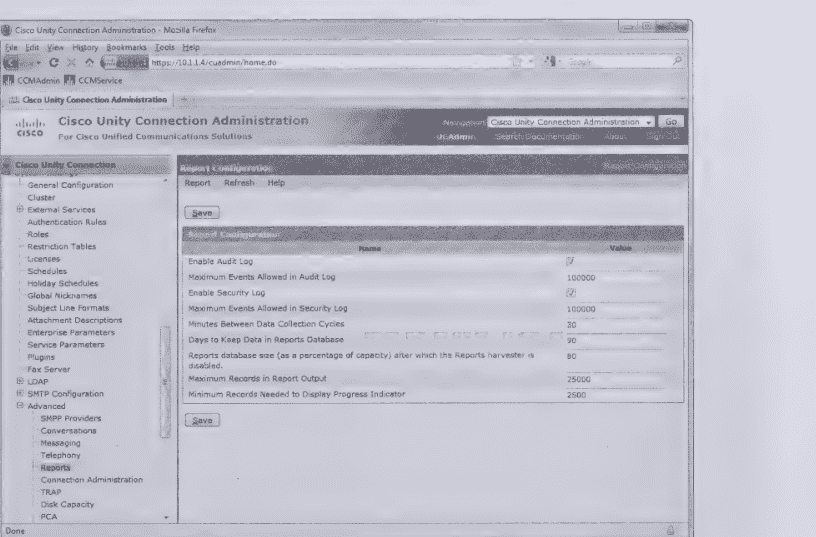 Cisco Unity Connection Administration - Mozilla Firefox
File Edit View History Bookmarks Tools Help
https://10.1.1.4/cuadmin/home.do
Google
CCMAdmin CCMService
Cisco Unity Connection Administration
cisco
Cisco Unity Connection Administration
For Cisco Unified Communications Solutions
Navigation Cisco Unity Connection Administration Go
UCAdmin Search Documentation About Sign Out
Cisco Unity Connection
General Configuration
Cluster
External Services
Authentication Rules
Roles
Restriction Tables
Licenses
Schedules
Holiday Schedules
Global Nicknames
Subject Line Formats
Attachment Descriptions
Enterprise Parameters
Service Parameters
Plugins
Fax Server
LDAP
SMTP Configuration
Advanced
SMPP Providers
Conversations
Messaging
Telephony
Reports
Connection Administration
TRAP
Disk Capacity
PCA
Report Configuration
Report Configuration
Report Refresh Help
Save
Report Configuration
Name Value
Enable Audit Log
Maximum Events Allowed in Audit Log 100000
Enable Security Log
Maximum Events Allowed in Security Log 100000
Minutes Between Data Collection Cycles 30
Days to Keep Data in Reports Database 90
Reports database size (as a percentage of capacity) after which the Reports harvester is 80
disabled.
Maximum Records in Report Output 25000
Minimum Records Needed to Display Progress Indicator 2500
Save
Done